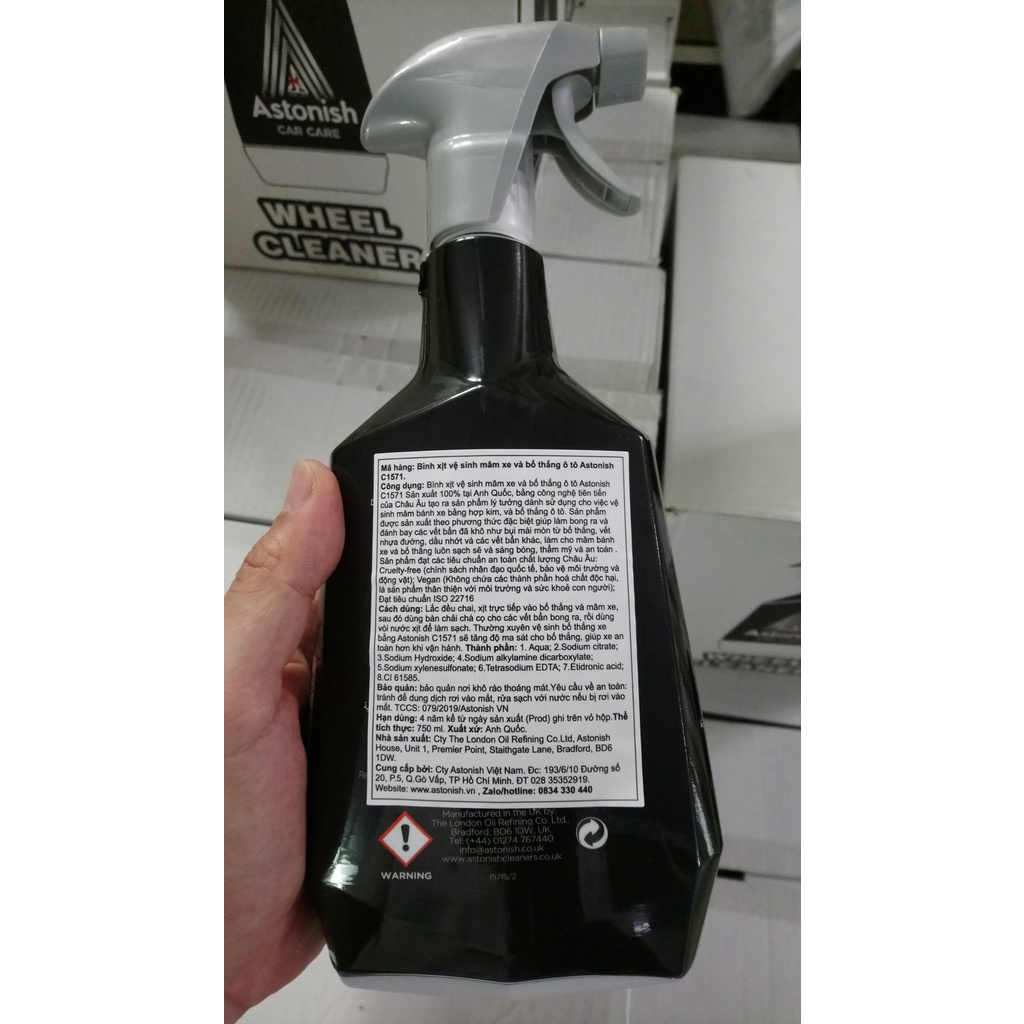 Astonish
CAR CARE
WHEEL
CLEANER
Mã hàng: Bình xịt vệ sinh mâm xe và bố thắng ô tô Astonish
C1571.
Công dụng: Bình xịt vệ sinh mâm xe và bố thắng ô tô Astonish
C1571 Sản xuất 100% tại Anh Quốc, bằng công nghệ tiên tiến
của Châu Âu tạo ra sản phẩm lý tưởng dành sử dụng cho việc vệ
sinh mâm bánh xe bằng hợp kim, và bố thắng ô tô. Sản phẩm
được sản xuất theo phương thức đặc biệt giúp làm bong ra và
đánh bay các vết bẩn đã khô như bụi mài mòn từ bố thắng, vết
nhựa đường, dầu nhớt và các vết bẩn khác, làm cho mâm bánh
xe và bố thắng luôn sạch sẽ và sáng bóng, thẩm mỹ và an toàn .
Sản phẩm đạt các tiêu chuẩn an toàn chất lượng Châu Âu:
Cruelty-free (chính sách nhân đạo quốc tế, bảo vệ môi trường và
động vật); Vegan (Không chứa các thành phần hoá chất độc hại,
là sản phẩm thân thiện với môi trường và sức khoẻ con người);
Đạt tiêu chuẩn ISO 22716
Cách dùng: Lắc đều chai, xịt trực tiếp vào bố thắng và mâm xe,
sau đó dùng bàn chải chà cọ cho các vết bẩn bong ra, rồi dùng
vòi nước xịt để làm sạch. Thường xuyên vệ sinh bố thắng xe
bằng Astonish C1571 sẽ tăng độ ma sát cho bố thắng, giúp xe an
toàn hơn khi vận hành. Thành phần: 1. Aqua; 2.Sodium citrate;
3.Sodium Hydroxide; 4.Sodium alkylamine dicarboxylate;
5.Sodium xylenesulfonate; 6.Tetrasodium EDTA; 7.Etidronic acid;
8.CI 61585.
Bảo quản: bảo quản nơi khô ráo thoáng mát.Yêu cầu về an toàn:
tránh để dung dịch rơi vào mắt, rửa sạch với nước nếu bị rơi vào
mắt. TCCS: 079/2019/Astonish VN
Hạn dùng: 4 năm kể từ ngày sản xuất (Prod) ghi trên vỏ hộp.Thể
tích thực: 750 ml. Xuất xứ: Anh Quốc.
Nhà sản xuất: Cty The London Oil Refining Co.Ltd, Astonish
House, Unit 1, Premier Point, Staithgate Lane, Bradford, BD6
1DW.
Cung cấp bởi: Cty Astonish Việt Nam. Đc: 193/6/10 Đường số
20, P.5, Q.Gò Vấp, TP Hồ Chí Minh. ĐT 028 35352919.
Website: www.astonish.vn , Zalo/hotline: 0834 330 440
Manufactured in the UK by:
The London Oil Refining Co. Ltd.,
Bradford, BD6 1DW, UK
Tel: (+44) 01274 767440
info@astonish.co.uk
www.astonishcleaners.co.uk
WARNING
15715/2